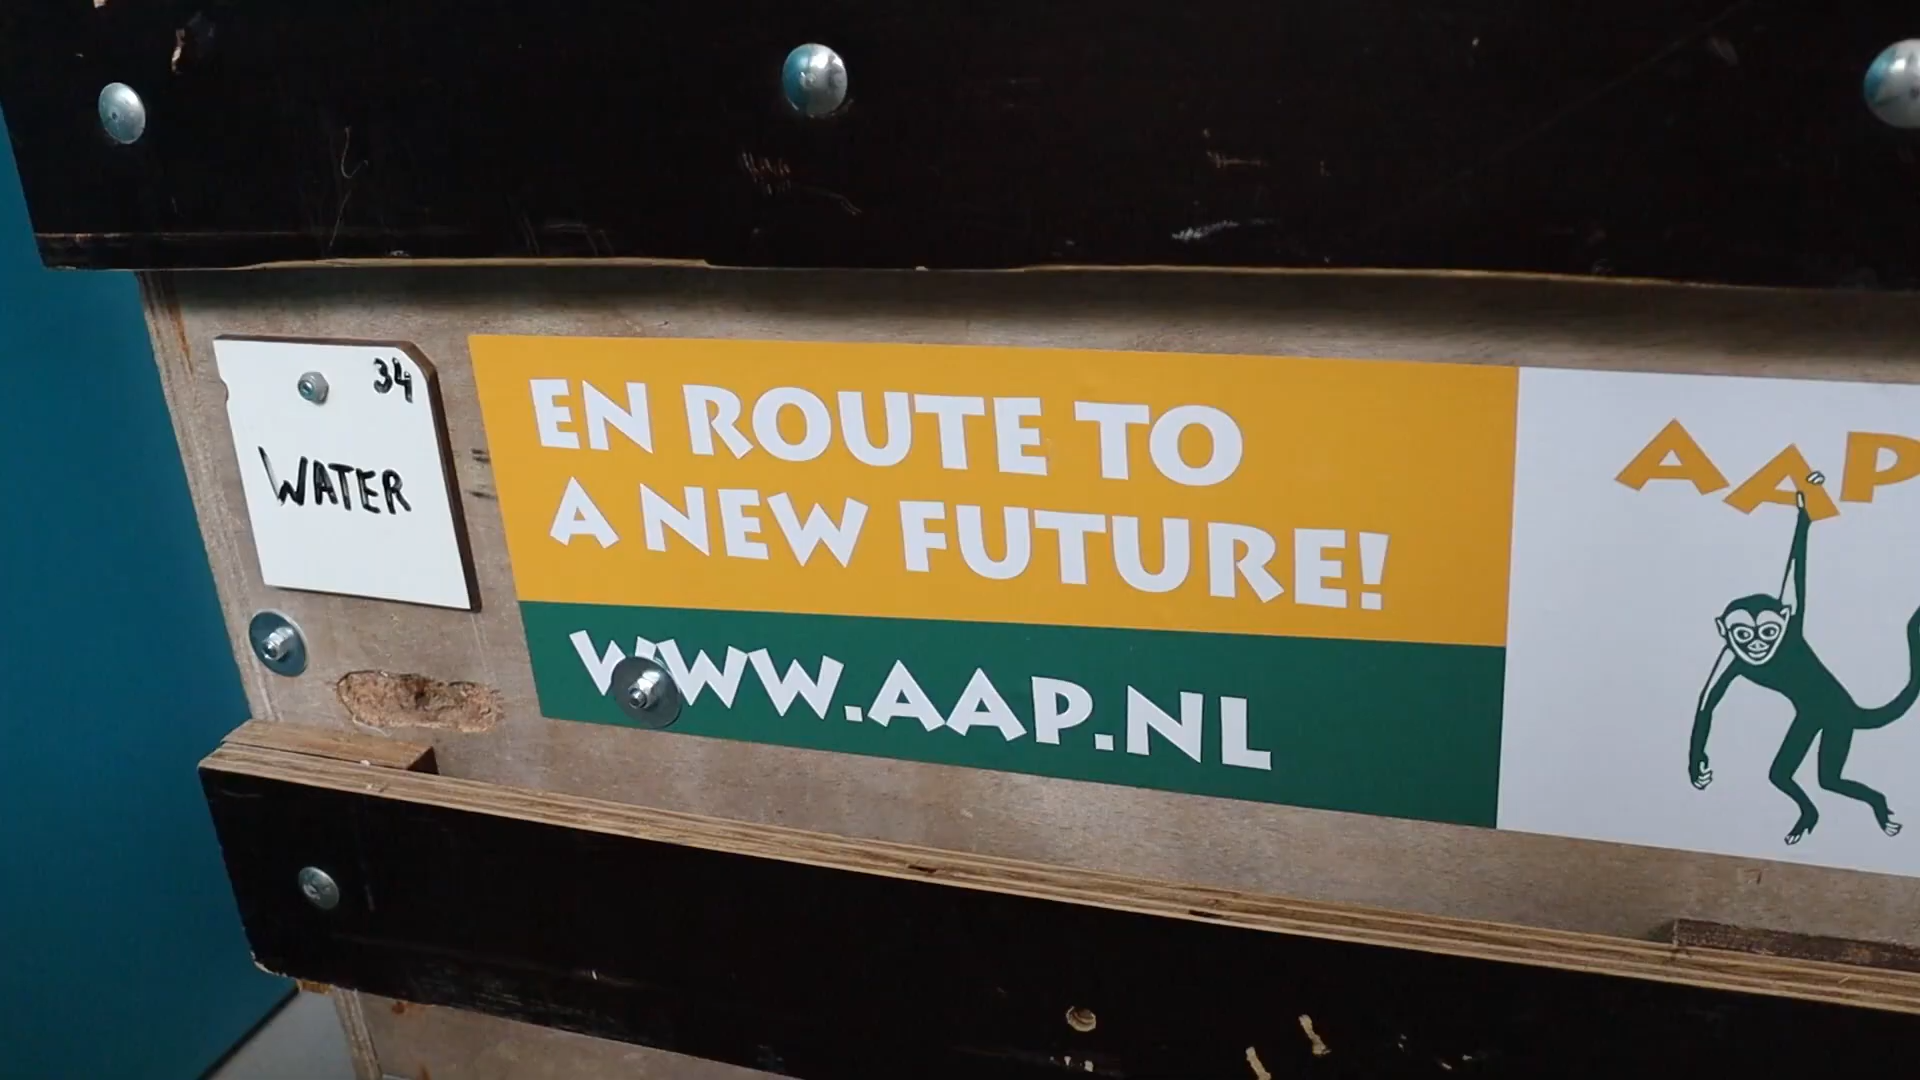 34
WATER
EN ROUTE TO
A NEW FUTURE!
WWW.AAP.NL
AAP